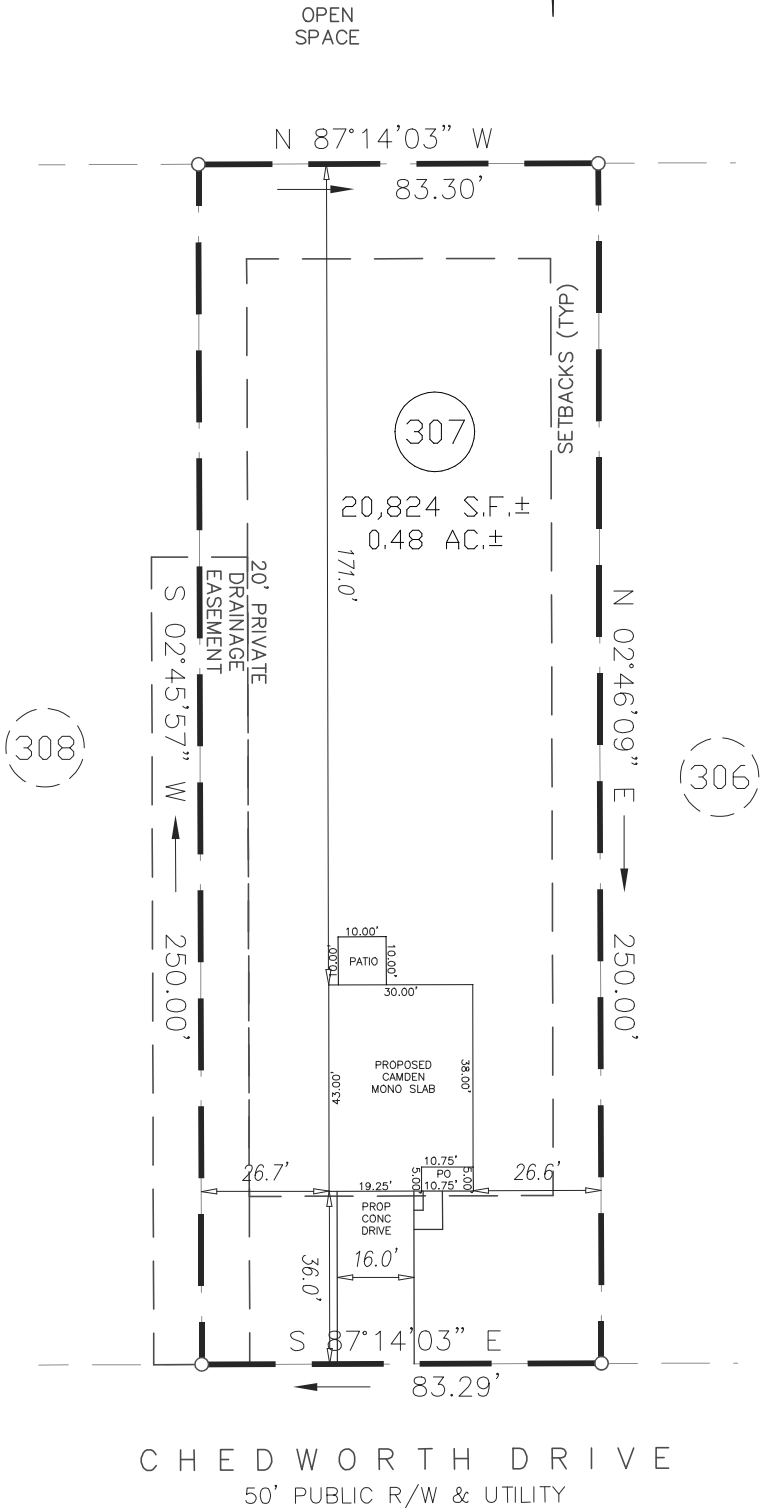 OPEN
SPACE
N 87°14'03" W
83.30'
SETBACKS (TYP)
307
20,824 S.F.±
0.48 AC.±
171.0'
20' PRIVATE
DRAINAGE
EASEMENT
S 02°45'57" W
250.00'
N 02°46'09" E
250.00'
308
306
10.00'
10.00'
PATIO
10.00'
30.00'
PROPOSED
CAMDEN
MONO SLAB
43.00'
38.00'
10.75'
5.00'
PO
5.00'
26.7'
19.25'
10.75'
26.6'
PROP
CONC
DRIVE
36.0'
16.0'
S 87°14'03" E
83.29'
CHEDWORTH DRIVE
50' PUBLIC R/W & UTILITY